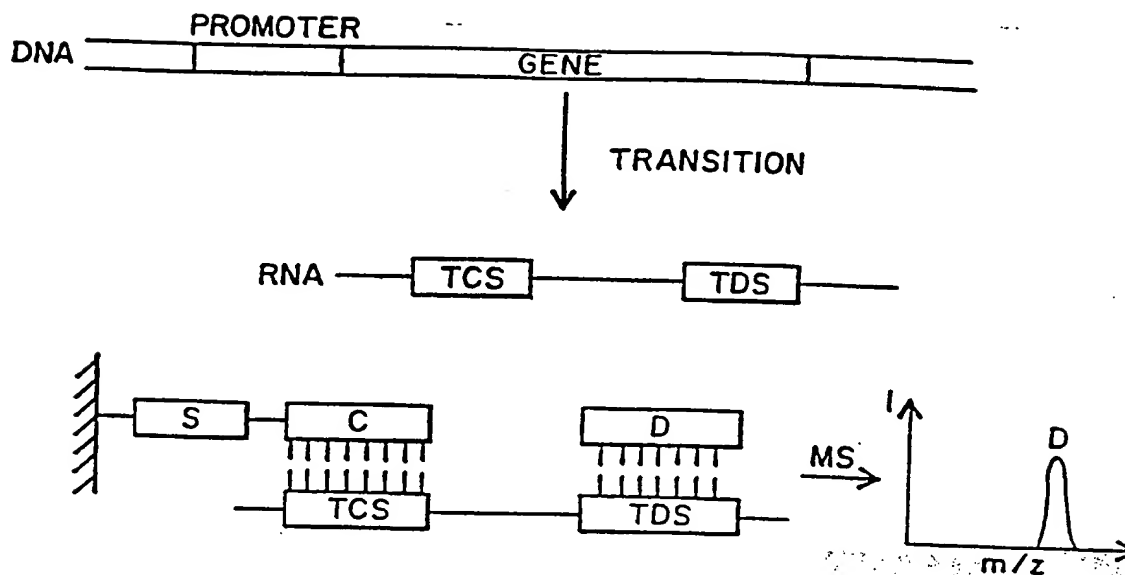 PROMOTER
DNA
GENE
TRANSITION
RNA
TCS
TDS
S
C
D
TCS
TDS
MS
I
D
m/z